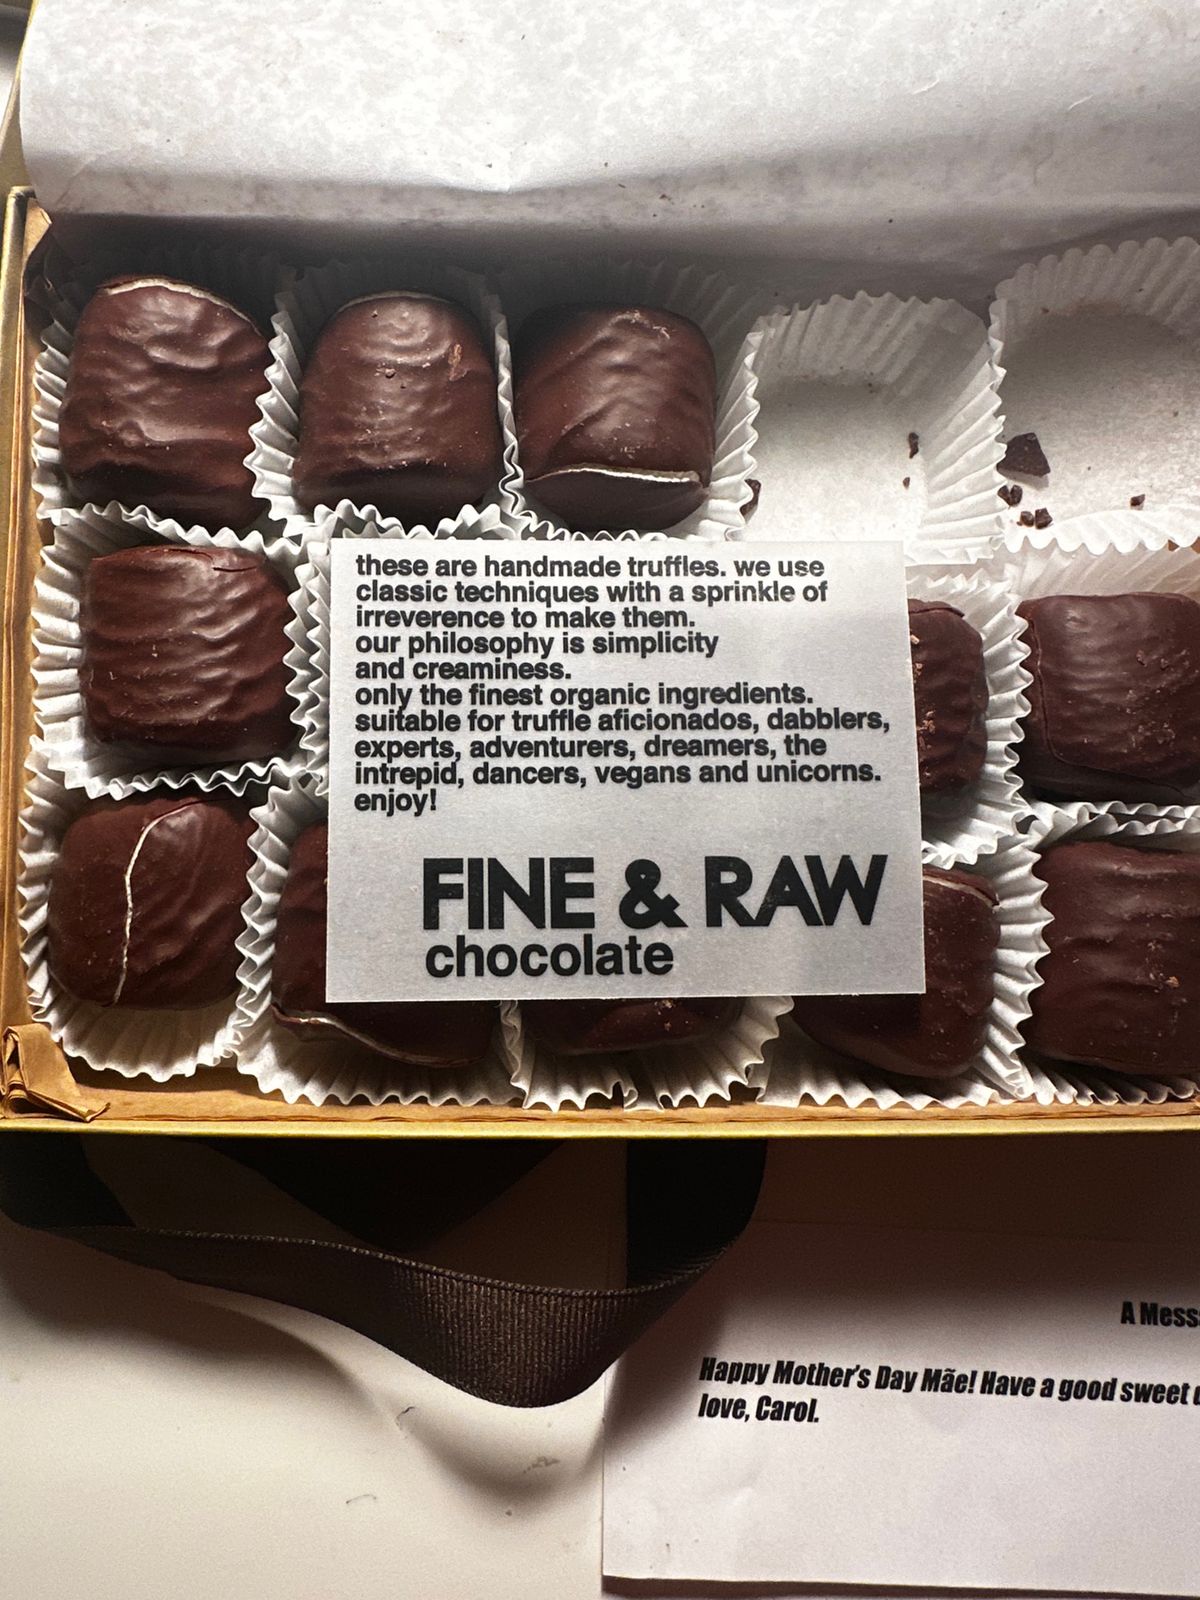 these are handmade truffles. we use
classic techniques with a sprinkle of
irreverence to make them.
our philosophy is simplicity
and creaminess.
only the finest organic ingredients.
suitable for truffle aficionados, dabblers,
experts, adventurers, dreamers, the
intrepid, dancers, vegans and unicorns.
enjoy!
FINE & RAW
chocolate
A
Happy Mother's Day Mãe! Have a good sweet
love, Carol.